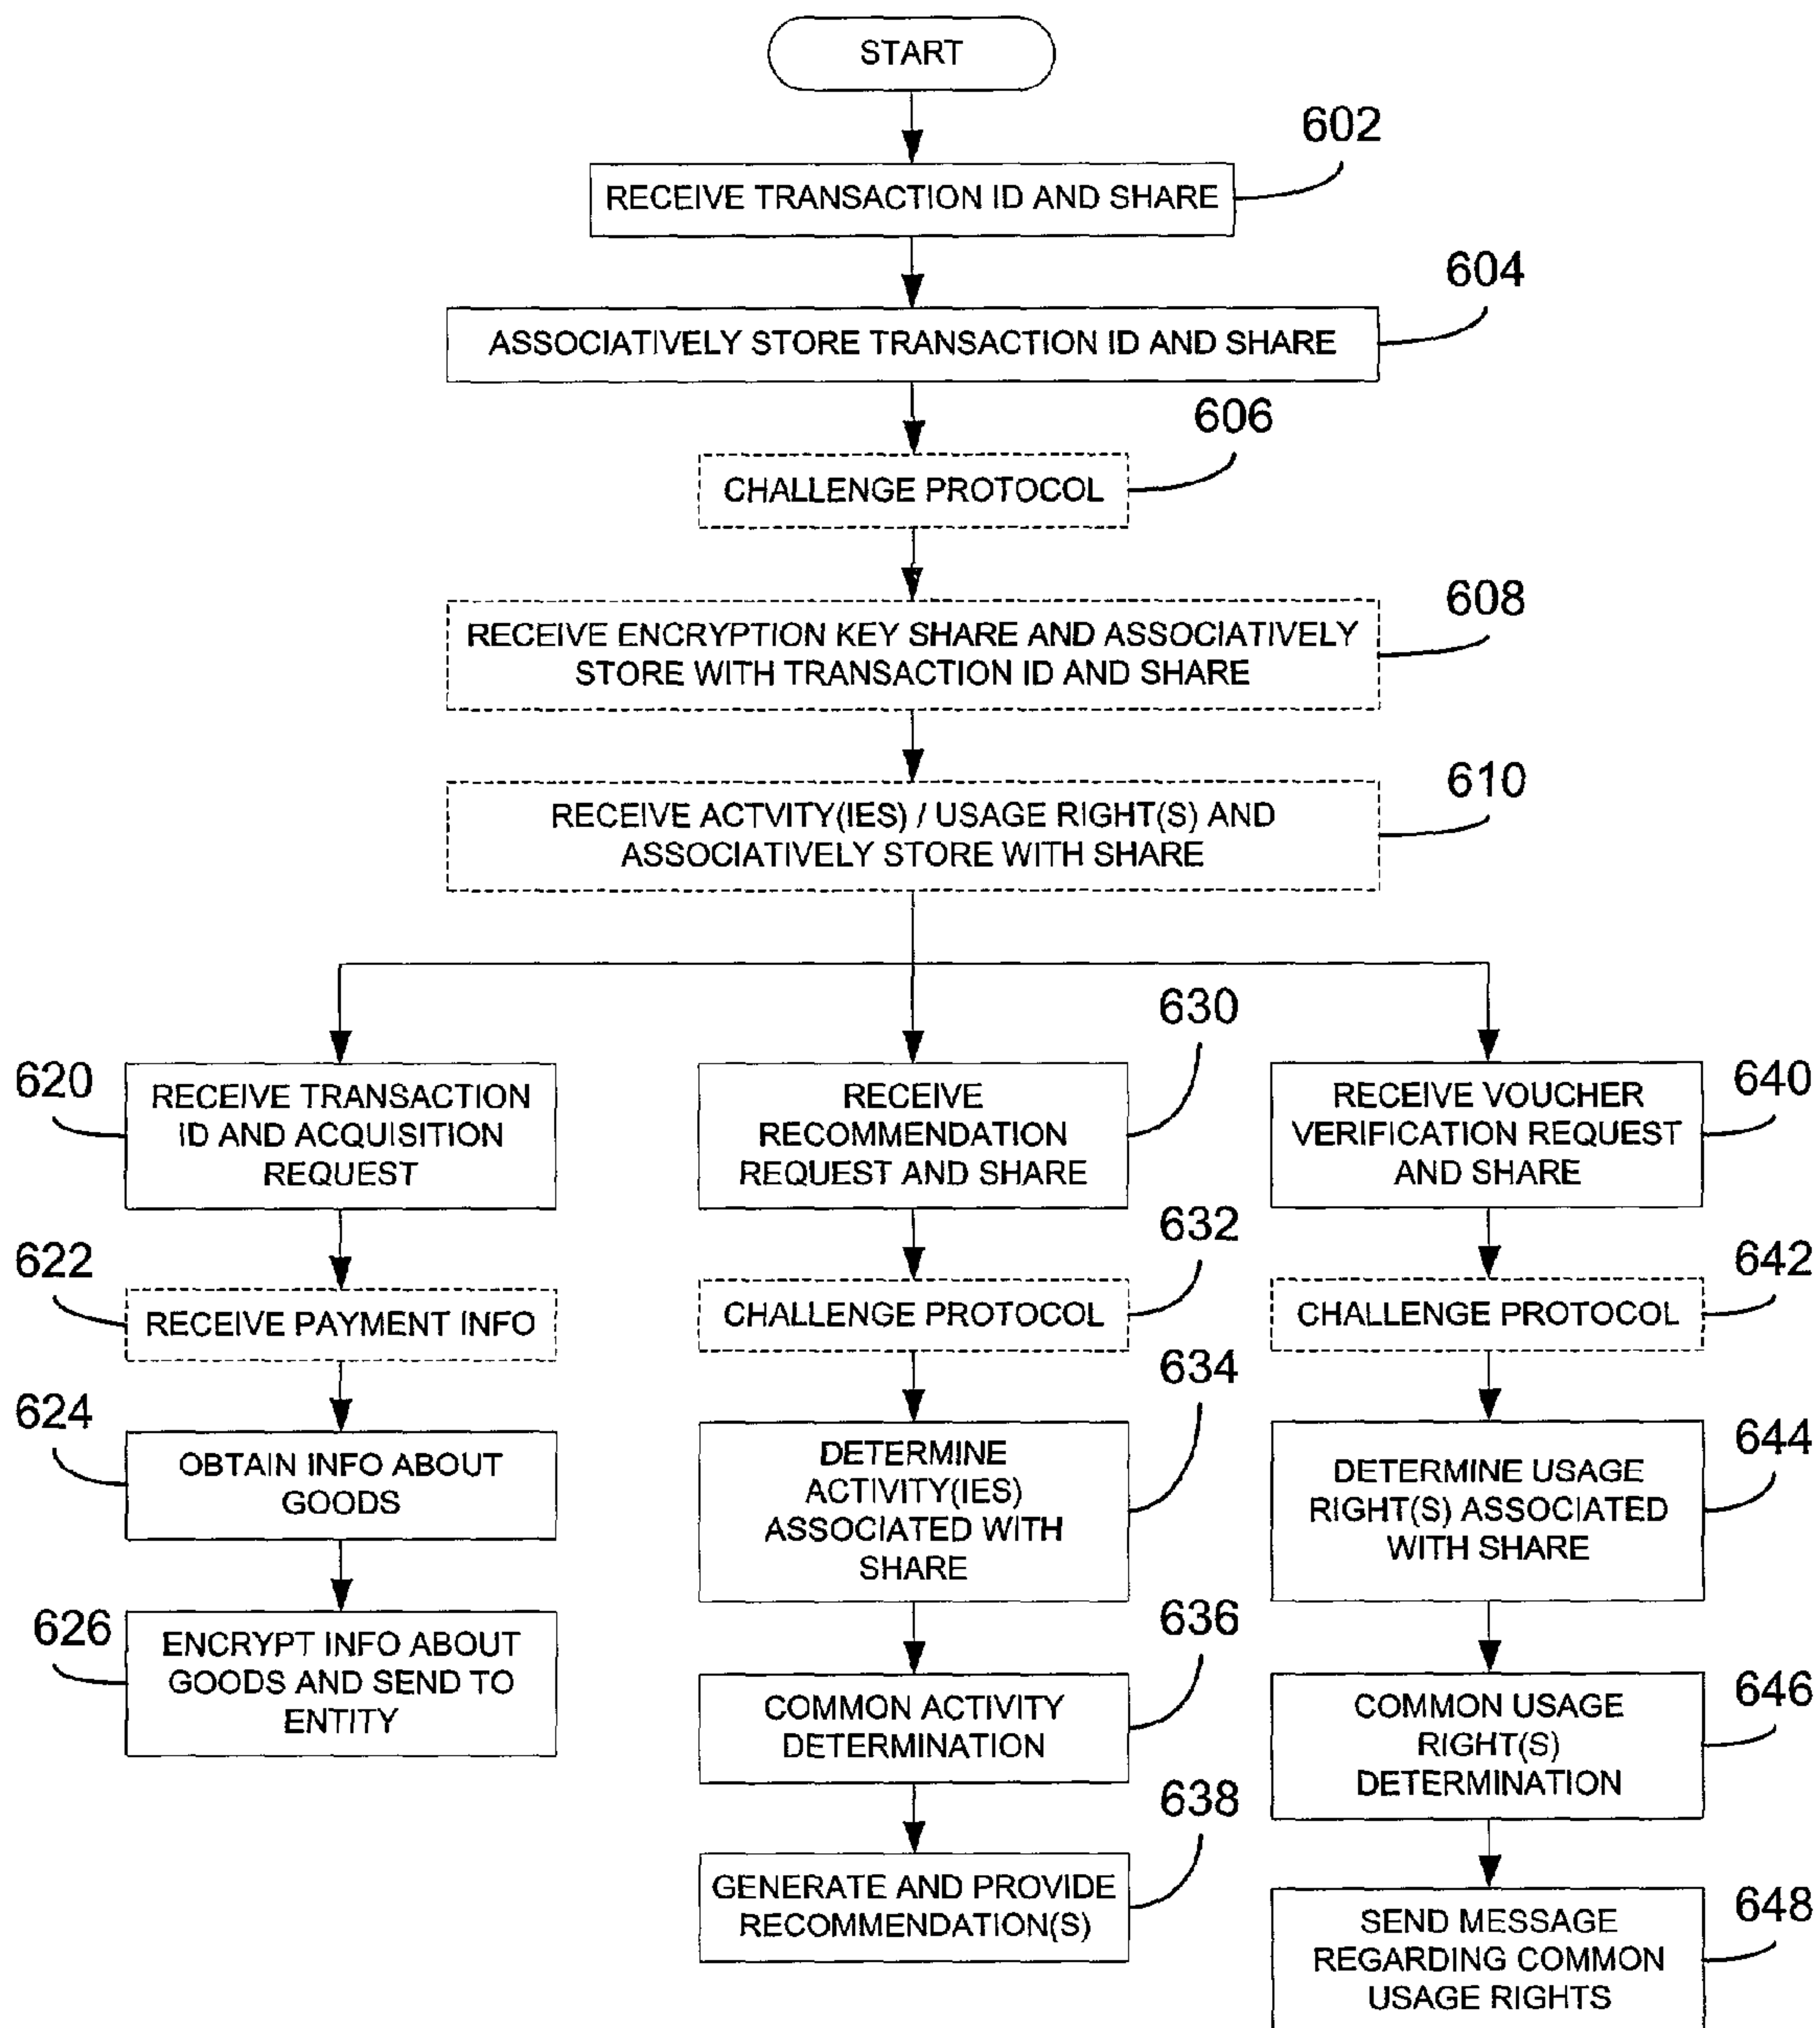 START
602
RECEIVE TRANSACTION ID AND SHARE
604
ASSOCIATIVELY STORE TRANSACTION ID AND SHARE
606
CHALLENGE PROTOCOL
608
RECEIVE ENCRYPTION KEY SHARE AND ASSOCIATIVELY
STORE WITH TRANSACTION ID AND SHARE
610
RECEIVE ACTVITY(IES) / USAGE RIGHT(S) AND
ASSOCIATIVELY STORE WITH SHARE
620
RECEIVE TRANSACTION
ID AND ACQUISITION
REQUEST
622
RECEIVE PAYMENT INFO
624
OBTAIN INFO ABOUT
GOODS
626
ENCRYPT INFO ABOUT
GOODS AND SEND TO
ENTITY
630
RECEIVE
RECOMMENDATION
REQUEST AND SHARE
632
CHALLENGE PROTOCOL
634
DETERMINE
ACTIVITY(IES)
ASSOCIATED WITH
SHARE
636
COMMON ACTIVITY
DETERMINATION
638
GENERATE AND PROVIDE
RECOMMENDATION(S)
640
RECEIVE VOUCHER
VERIFICATION REQUEST
AND SHARE
642
CHALLENGE PROTOCOL
644
DETERMINE USAGE
RIGHT(S) ASSOCIATED
WITH SHARE
646
COMMON USAGE
RIGHT(S)
DETERMINATION
648
SEND MESSAGE
REGARDING COMMON
USAGE RIGHTS